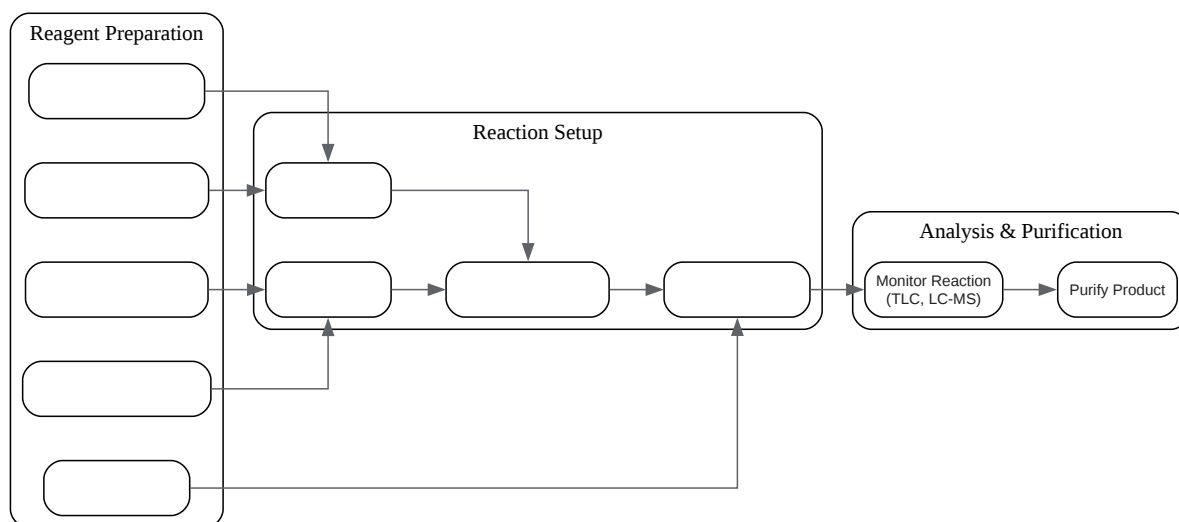 Reagent Preparation
Reaction Setup
Analysis & Purification
Monitor Reaction
(TLC, LC-MS)
Purify Product